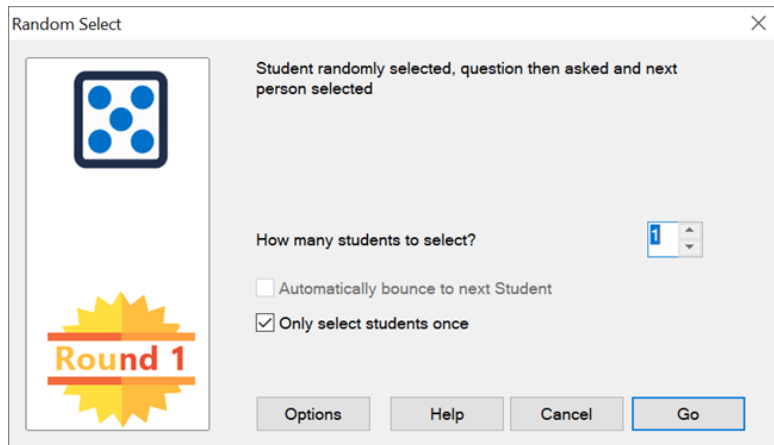 Random Select
Student randomly selected, question then asked and next
person selected
How many students to select?
1
Automatically bounce to next Student
Only select students once
Round 1
Options
Help
Cancel
Go